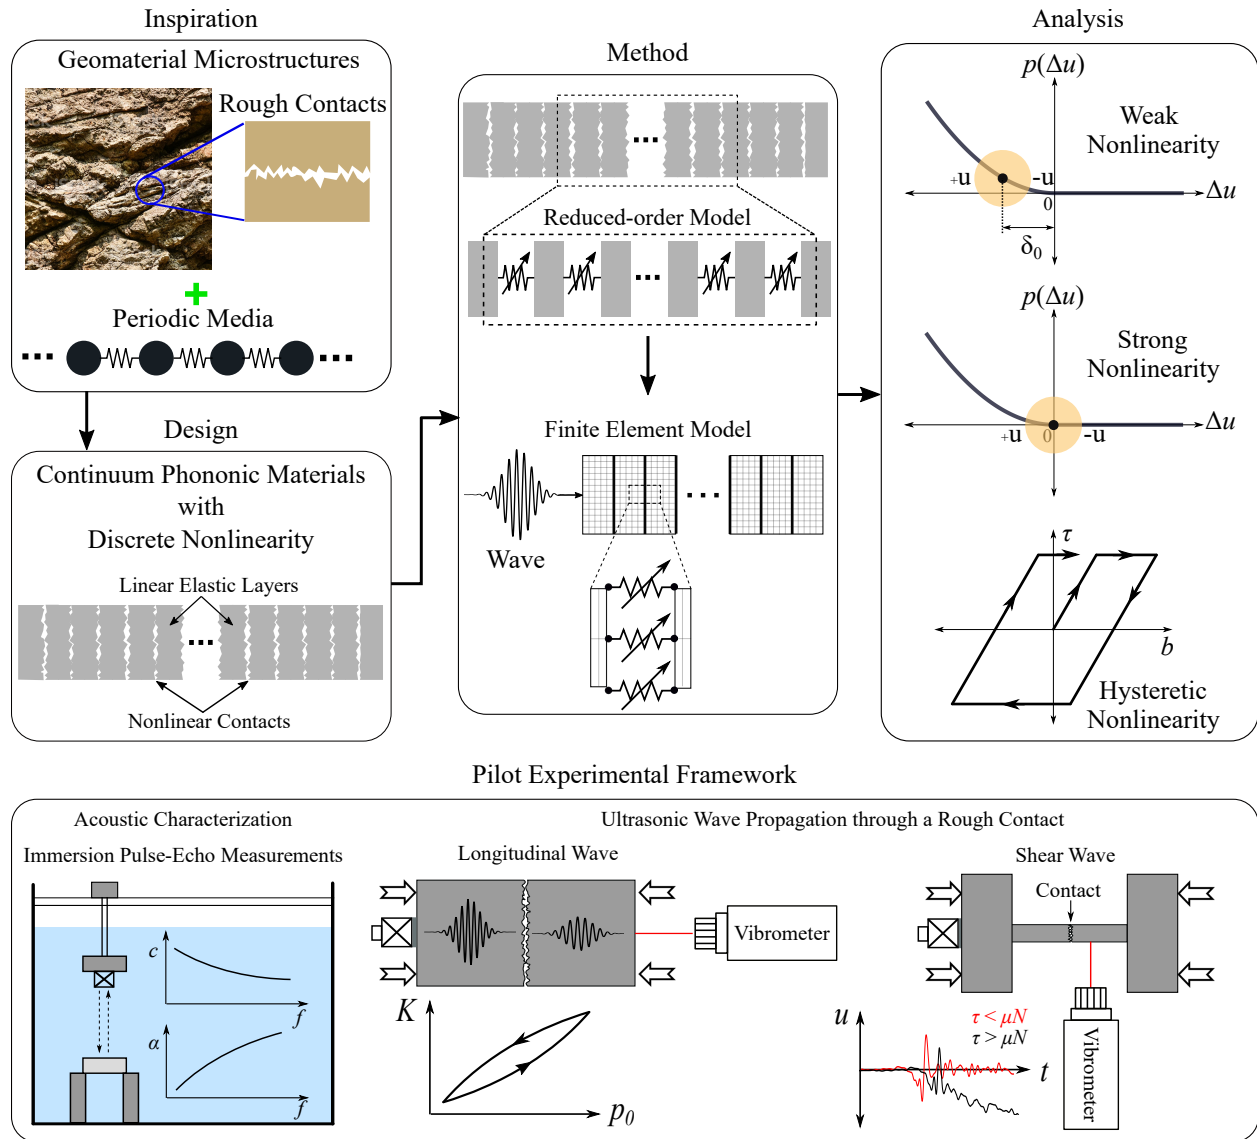 Inspiration
Geomaterial Microstructures
Rough Contacts
Periodic Media
Design
Continuum Phononic Materials
with
Discrete Nonlinearity
Linear Elastic Layers
Nonlinear Contacts
Method
Reduced-order Model
Finite Element Model
Wave
Analysis
p(Δu)
Weak
Nonlinearity
+u
-u
0
Δu
δ0
p(Δu)
Strong
Nonlinearity
+u
0
-u
Δu
τ
b
Hysteretic
Nonlinearity
Pilot Experimental Framework
Acoustic Characterization
Immersion Pulse-Echo Measurements
c
f
α
f
Ultrasonic Wave Propagation through a Rough Contact
Longitudinal Wave
Vibrometer
K
p0
Shear Wave
Contact
u
τ < μN
τ > μN
t
Vibrometer